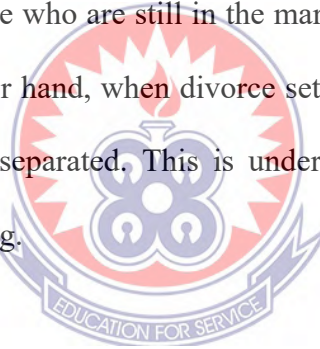 e who are still in the mar
r hand, when divorce set
separated. This is under
g.
EDUCATION FOR SERVICE